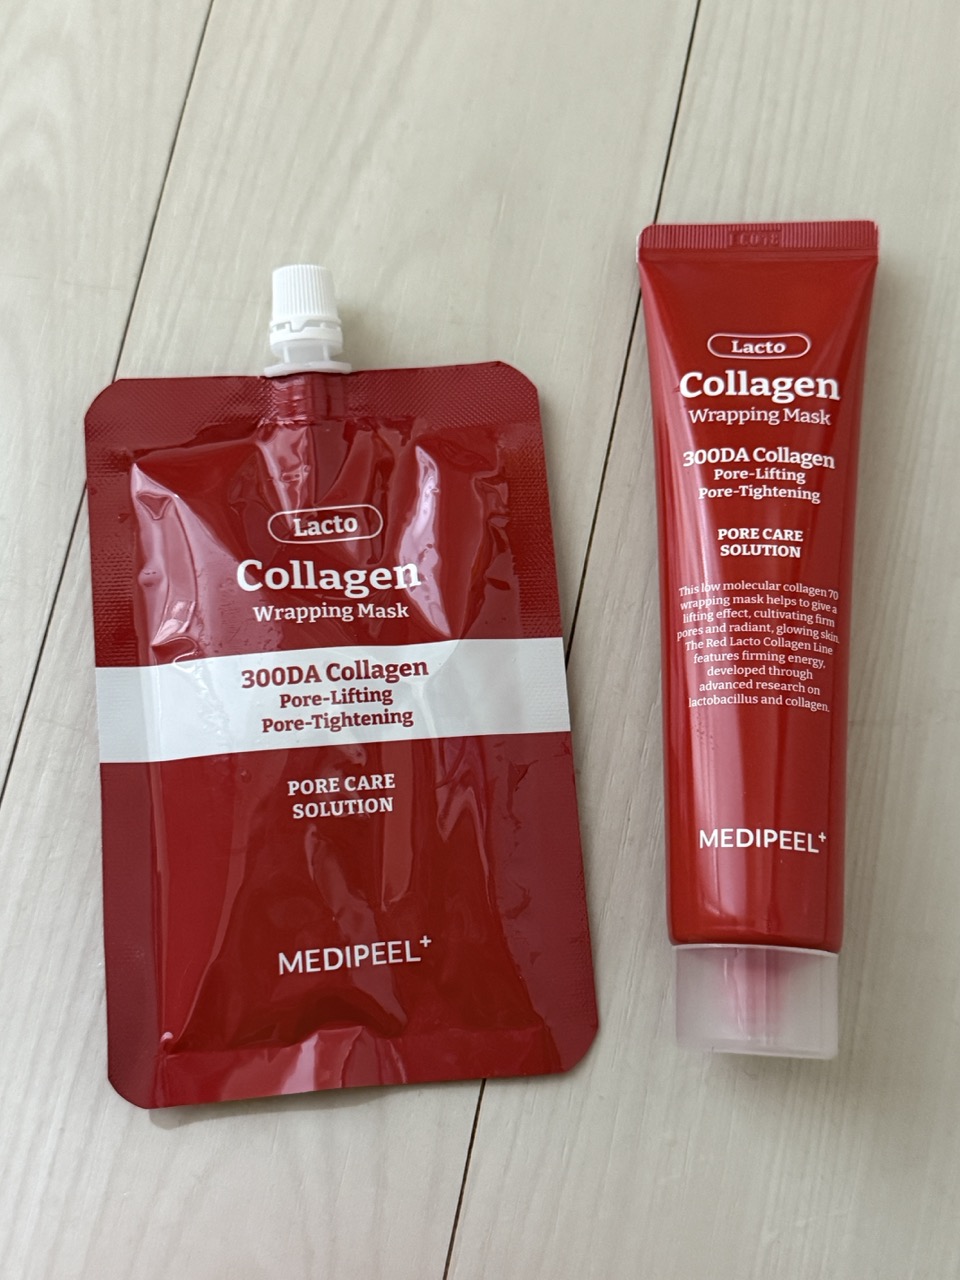 Lacto
Collagen
Wrapping Mask
300DA Collagen
Pore-Lifting
Pore-Tightening
PORE CARE
SOLUTION
MEDIPEEL+
Lacto
Collagen
Wrapping Mask
300DA Collagen
Pore-Lifting
Pore-Tightening
PORE CARE
SOLUTION
This low molecular collagen 70
wrapping mask helps to give a
lifting effect, cultivating firm
pores and radiant, glowing skin.
The Red Lacto Collagen Line
features firming energy,
developed through
advanced research on
lactobacillus and collagen.
MEDIPEEL+